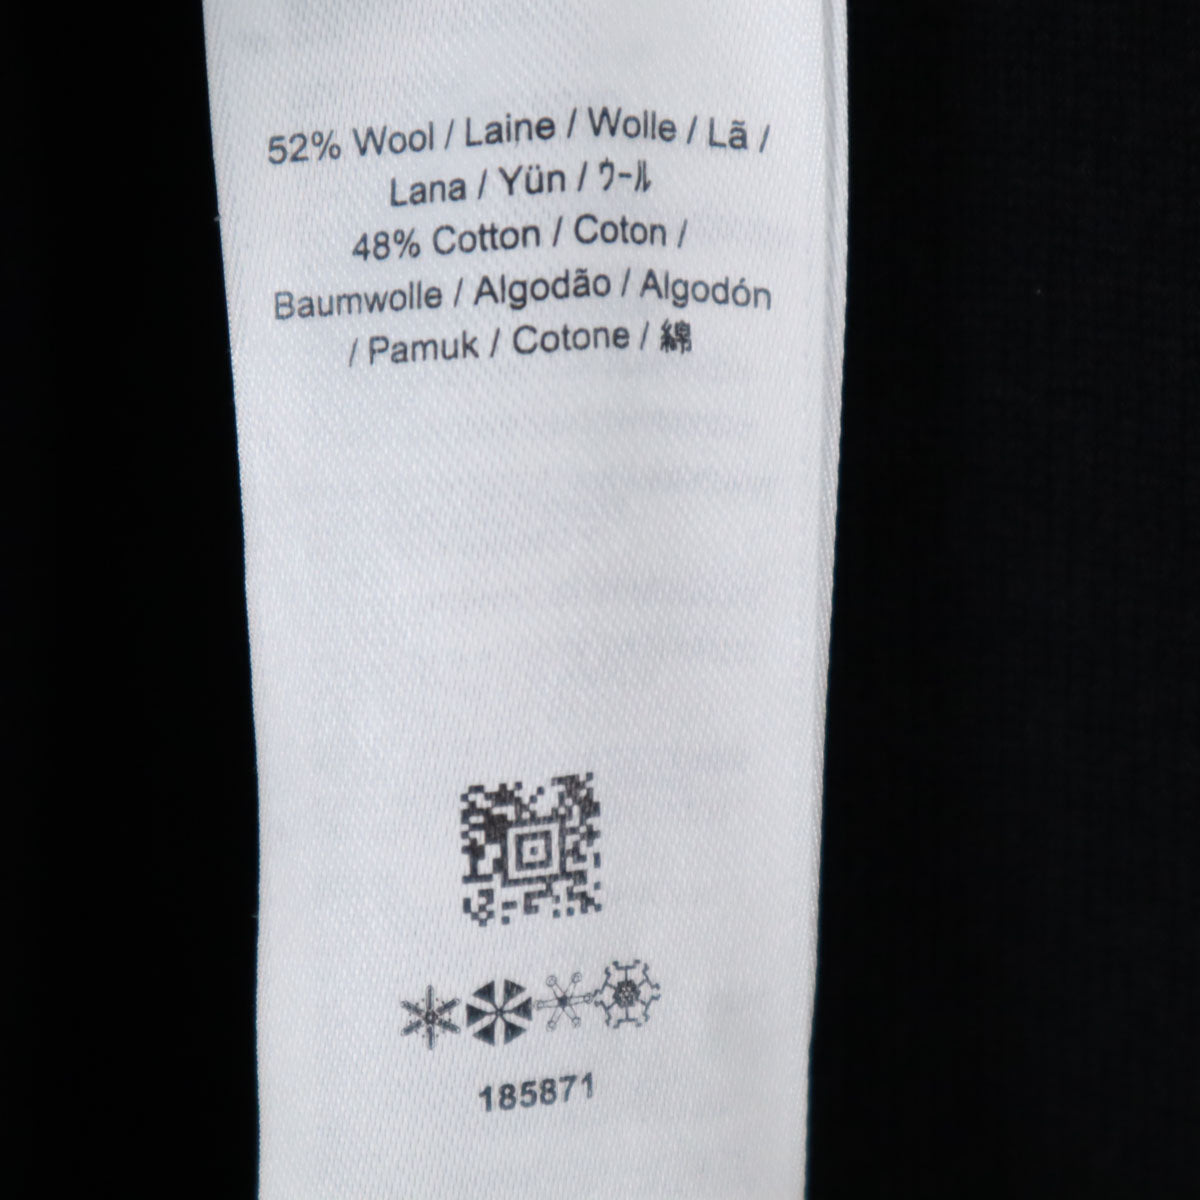 52% Wool / Laine / Wolle / Lã /
Lana / Yün / ウール
48% Cotton / Coton /
Baumwolle / Algodão / Algodón
/ Pamuk / Cotone / 綿
185871